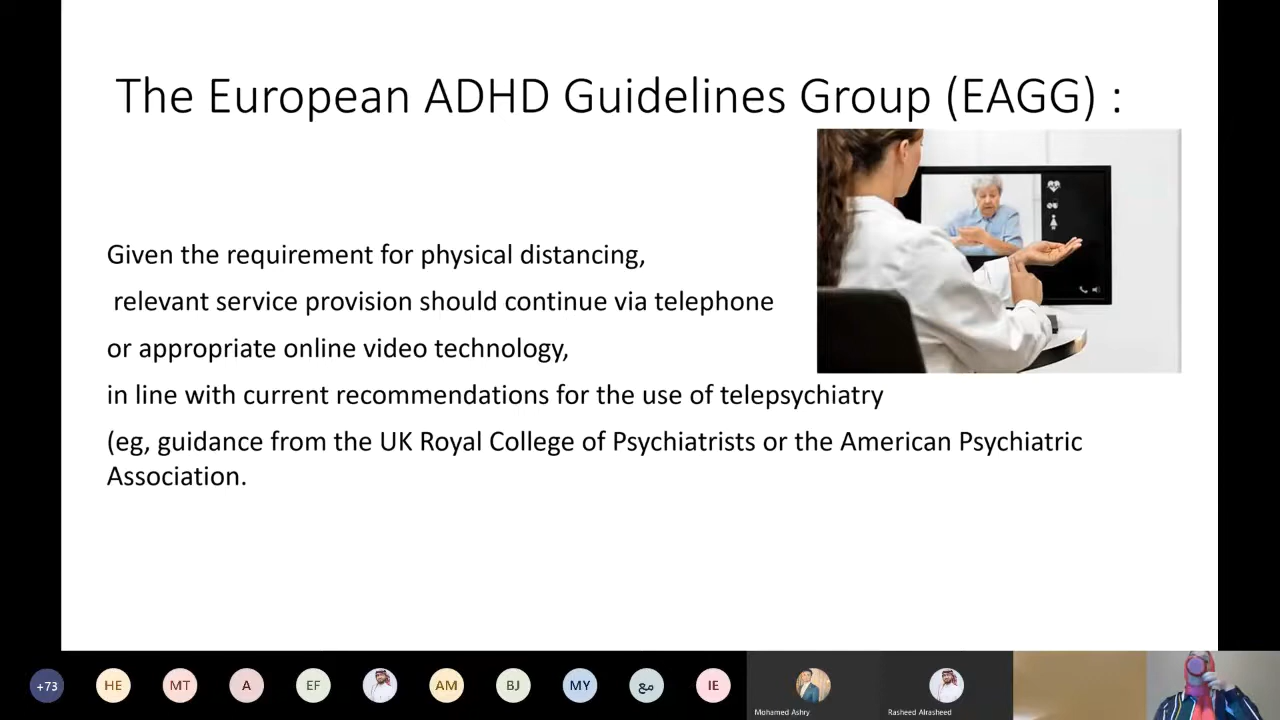 The European ADHD Guidelines Group (EAGG) :
Given the requirement for physical distancing,
relevant service provision should continue via telephone
or appropriate online video technology,
in line with current recommendations for the use of telepsychiatry
(eg, guidance from the UK Royal College of Psychiatrists or the American Psychiatric
Association.
+73
HE
MT
A
EF
AM
BJ
MY
مع
IE
Mohamed Ashry
Rasheed Alrasheed